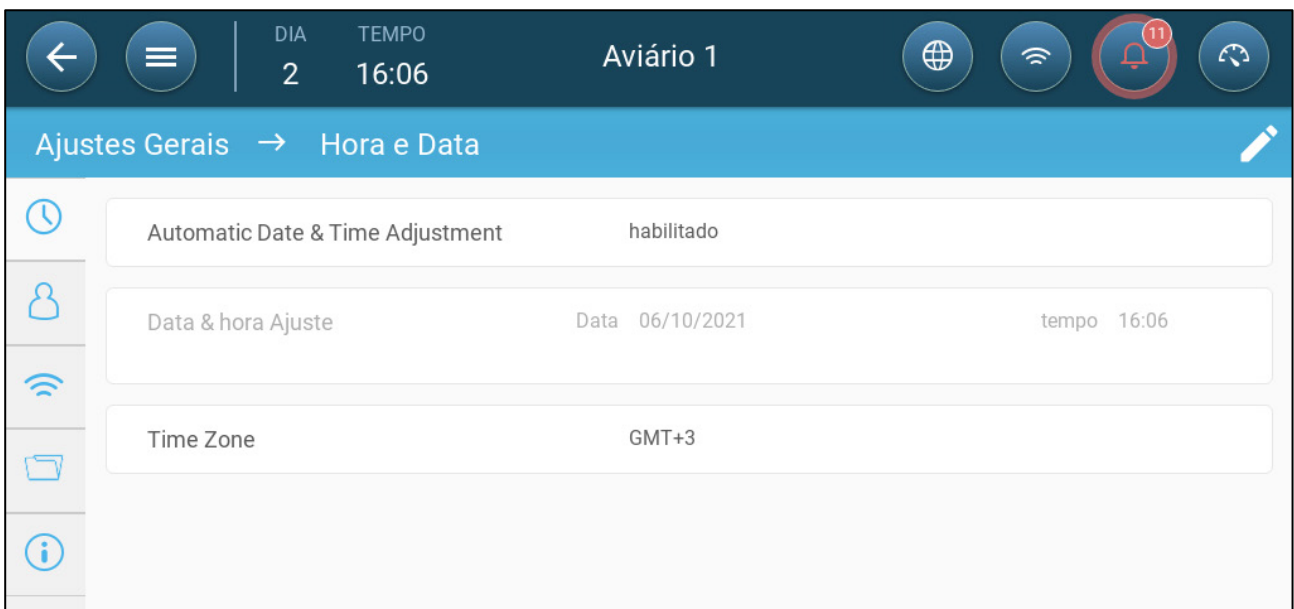 DIA TEMPO
2 16:06
Aviário 1
11
Ajustes Gerais → Hora e Data
Automatic Date & Time Adjustment habilitado
Data & hora Ajuste Data 06/10/2021 tempo 16:06
Time Zone GMT+3